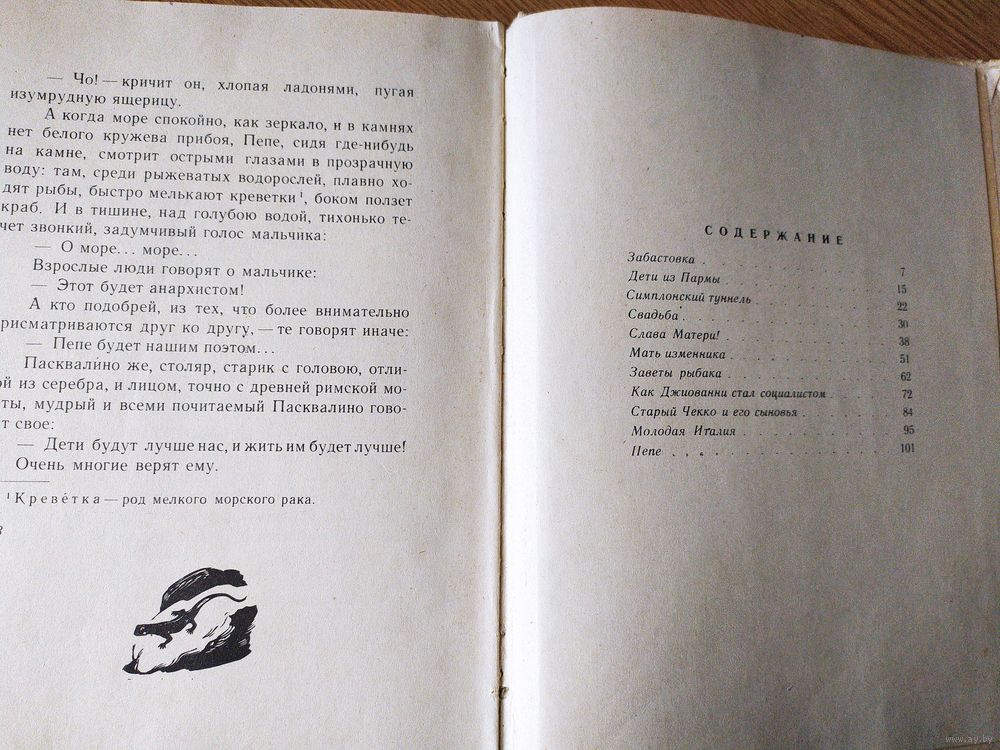 — Чо! — кричит он, хлопая ладонями, пугая
изумрудную ящерицу.
А когда море спокойно, как зеркало, и в камнях
нет белого кружева прибоя, Пепе, сидя где-нибудь
на камне, смотрит острыми глазами в прозрачную
воду: там, среди рыжеватых водорослей, плавно хо-
дят рыбы, быстро мелькают креветки¹, боком ползет
краб. И в тишине, над голубою водой, тихонько те-
чет звонкий, задумчивый голос мальчика:
— О море... море...
Взрослые люди говорят о мальчике:
— Этот будет анархистом!
А кто подобрей, из тех, что более внимательно
рисматриваются друг ко другу, — те говорят иначе:
— Пепе будет нашим поэтом...
Пасквали́но же, столяр, старик с головою, отли-
й из серебра, и лицом, точно с древней римской мо-
ты, мудрый и всеми почитаемый Пасквалино гово-
т свое:
— Дети будут лучше нас, и жить им будет лучше!
Очень многие верят ему.
¹ Креве́тка — род мелкого морского рака.
СОДЕРЖАНИЕ
Забастовка . . . . . . . . . . 7
Дети из Пармы . . . . . . . . . . 15
Симплонский туннель . . . . . . . . . . 22
Свадьба . . . . . . . . . . 30
Слава Матери! . . . . . . . . . . 38
Мать изменника . . . . . . . . . . 51
Заветы рыбака . . . . . . . . . . 62
Как Джиованни стал социалистом . . . . 72
Старый Чекко и его сыновья . . . . . . 84
Молодая Италия . . . . . . . . . . 95
Пепе . . . . . . . . . . 101
www.ay.by